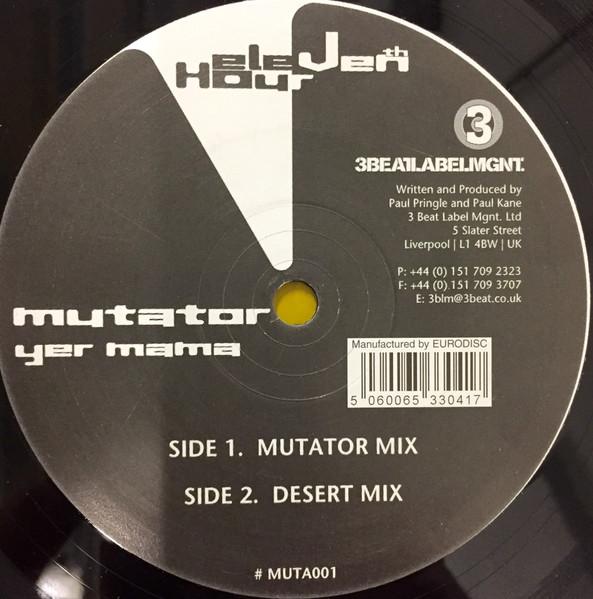 eleVen th
Hour
3
3BEATLABELMGNT.
Written and Produced by
Paul Pringle and Paul Kane
3 Beat Label Mgnt. Ltd
5 Slater Street
Liverpool | L1 4BW | UK
P: +44 (0) 151 709 2323
F: +44 (0) 151 709 3707
E: 3blm@3beat.co.uk
mutator
yer mama
Manufactured by EURODISC
5 060065 330417
SIDE 1. MUTATOR MIX
SIDE 2. DESERT MIX
# MUTA001